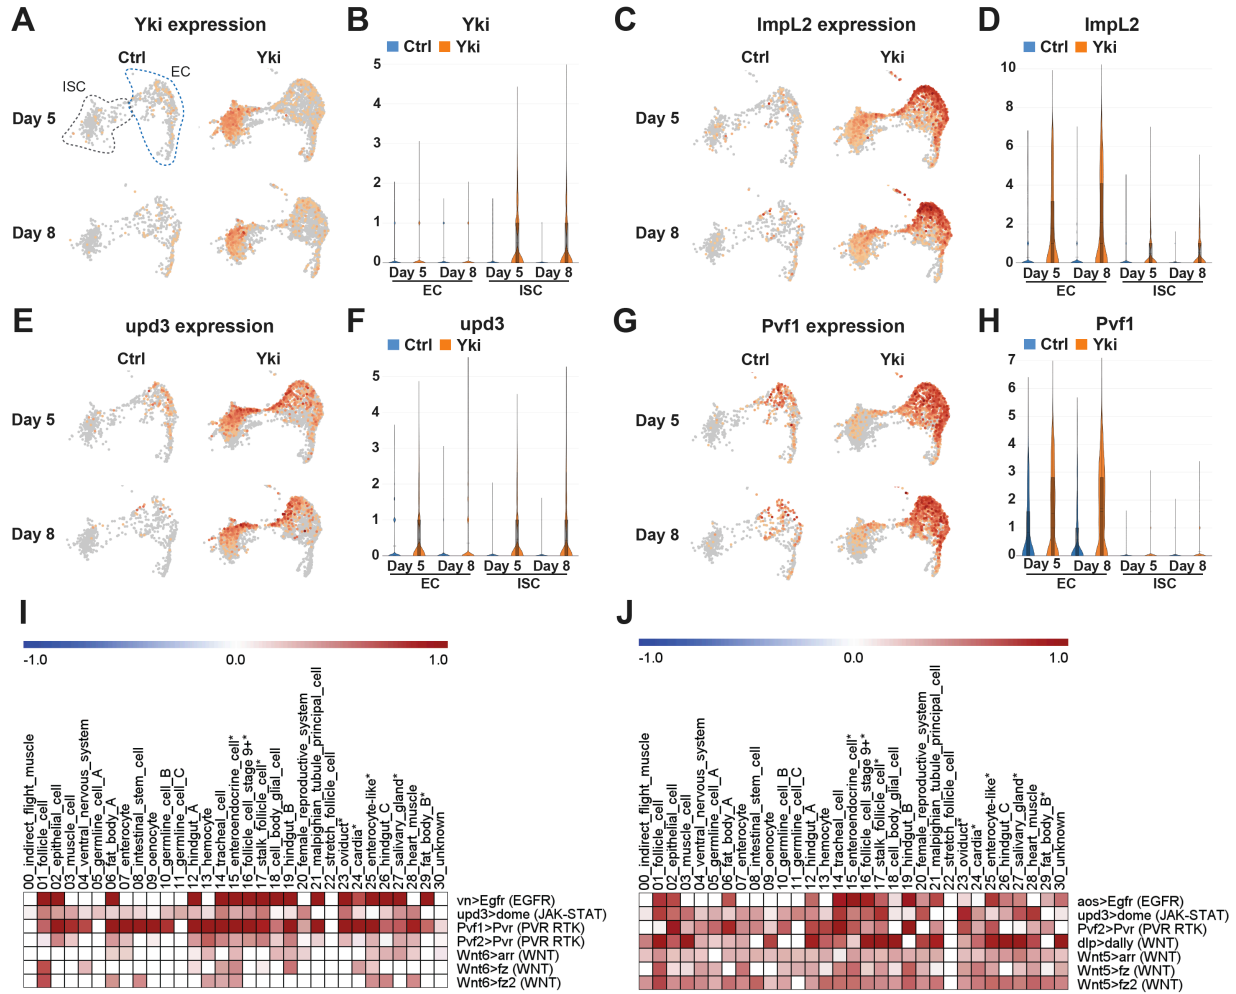 A
Yki expression
Ctrl
Yki
ISC
EC
Day 5
Day 8
B
Yki
Ctrl Yki
5
4
3
2
1
0
Day 5 Day 8 Day 5 Day 8
EC ISC
C
ImpL2 expression
Ctrl
Yki
Day 5
Day 8
D
ImpL2
Ctrl Yki
10
8
6
4
2
0
Day 5 Day 8 Day 5 Day 8
EC ISC
E
upd3 expression
Ctrl
Yki
Day 5
Day 8
F
upd3
Ctrl Yki
5
4
3
2
1
0
Day 5 Day 8 Day 5 Day 8
EC ISC
G
Pvf1 expression
Ctrl
Yki
Day 5
Day 8
H
Pvf1
Ctrl Yki
7
6
5
4
3
2
1
0
Day 5 Day 8 Day 5 Day 8
EC ISC
I
-1.0 0.0 1.0
00_indirect_flight_muscle
01_follicle_cell
02_epithelial_cell
03_muscle_cell
04_ventral_nervous_system
05_germline_cell_A
06_fat_body_A
07_enterocyte
08_intestinal_stem_cell
09_oenocyte
10_germline_cell_B
11_germline_cell_C
12_hindgut_A
13_hemocyte
14_tracheal_cell
15_enteroendocrine_cell*
16_follicle_cell_stage 9+*
17_stalk_follicle_cell*
18_cell_body_glial_cell
19_hindgut_B
20_female_reproductive_system
21_malpighian_tubule_principal_cell
22_stretch_follicle_cell
23_oviduct*
24_cardia*
25_enterocyte-like*
26_hindgut_C
27_salivary_gland*
28_heart_muscle
29_fat_body_B*
30_unknown
vn>Egfr (EGFR)
upd3>dome (JAK-STAT)
Pvf1>Pvr (PVR RTK)
Pvf2>Pvr (PVR RTK)
Wnt6>arr (WNT)
Wnt6>fz (WNT)
Wnt6>fz2 (WNT)
J
-1.0 0.0 1.0
00_indirect_flight_muscle
01_follicle_cell
02_epithelial_cell
03_muscle_cell
04_ventral_nervous_system
05_germline_cell_A
06_fat_body_A
07_enterocyte
08_intestinal_stem_cell
09_oenocyte
10_germline_cell_B
11_germline_cell_C
12_hindgut_A
13_hemocyte
14_tracheal_cell
15_enteroendocrine_cell*
16_follicle_cell_stage 9+*
17_stalk_follicle_cell*
18_cell_body_glial_cell
19_hindgut_B
20_female_reproductive_system
21_malpighian_tubule_principal_cell
22_stretch_follicle_cell
23_oviduct*
24_cardia*
25_enterocyte-like*
26_hindgut_C
27_salivary_gland*
28_heart_muscle
29_fat_body_B*
30_unknown
aos>Egfr (EGFR)
upd3>dome (JAK-STAT)
Pvf2>Pvr (PVR RTK)
dlp>dally (WNT)
Wnt5>arr (WNT)
Wnt5>fz (WNT)
Wnt5>fz2 (WNT)